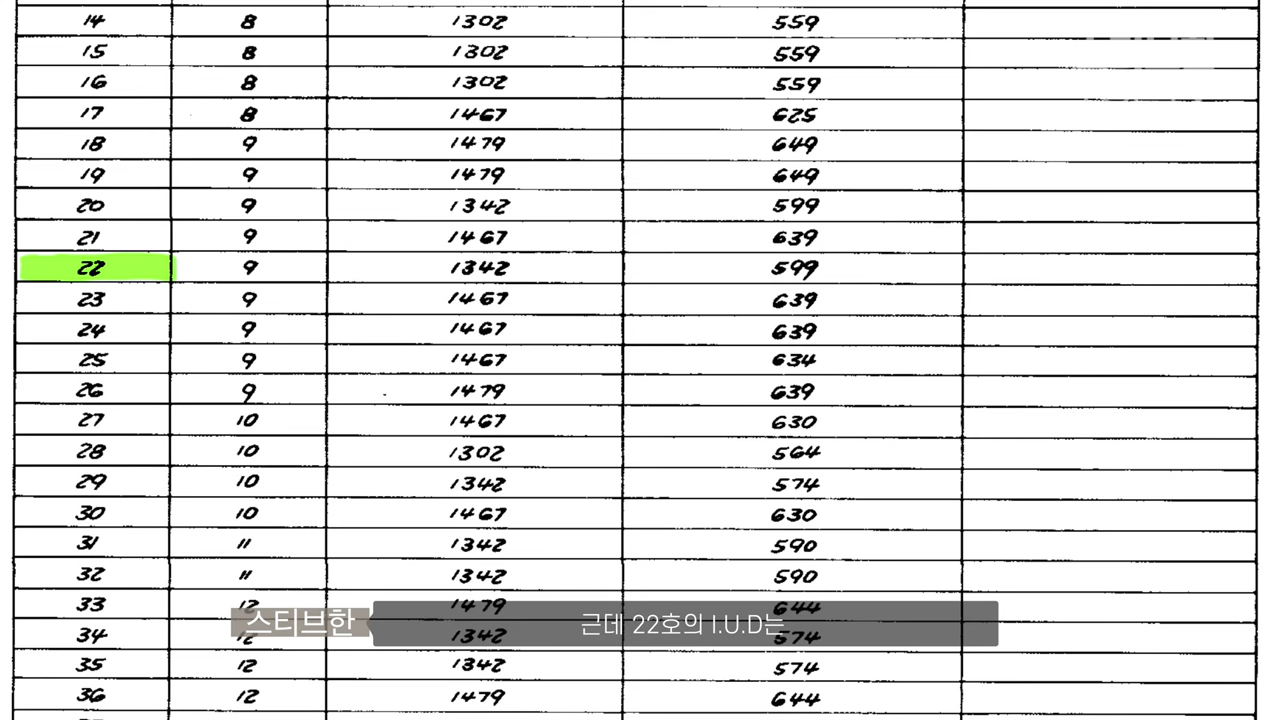 14 8 1302 559
15 8 1302 559
16 8 1302 559
17 8 1467 625
18 9 1479 649
19 9 1479 649
20 9 1342 599
21 9 1467 639
22 9 1342 599
23 9 1467 639
24 9 1467 639
25 9 1467 634
26 9 1479 639
27 10 1467 630
28 10 1302 564
29 10 1342 574
30 10 1467 630
31 11 1342 590
32 11 1342 590
33 12 1479 644
스티브한 근데 22호의 I.U.D는
34 12 1342 574
35 12 1342 574
36 12 1479 644